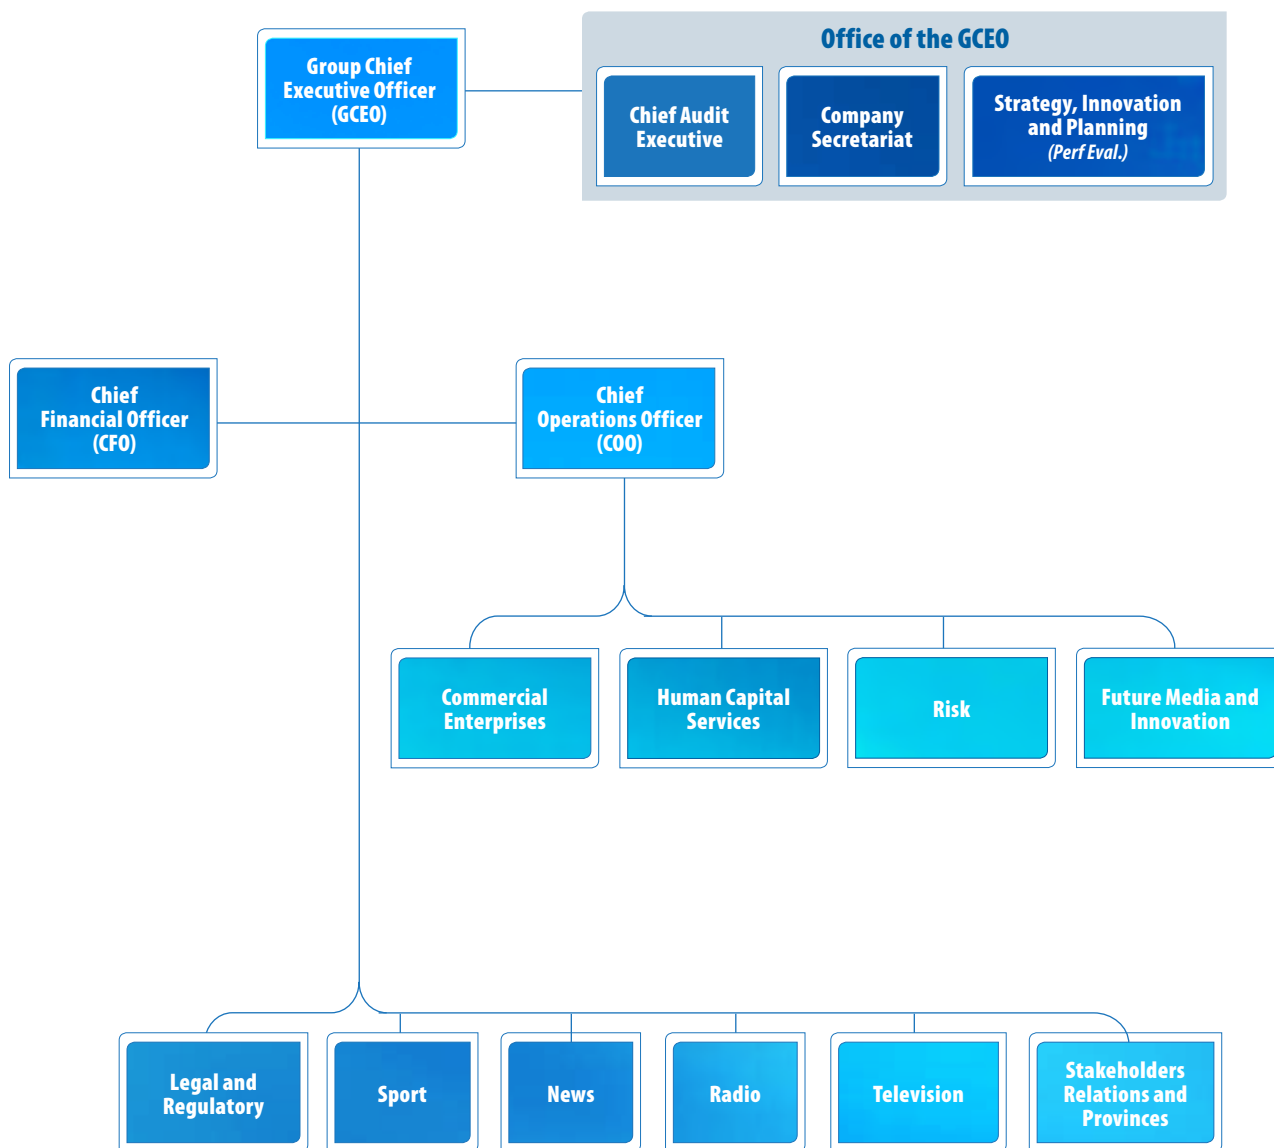 Office of the GCEO
Group Chief
Executive Officer
(GCEO)
Chief Audit
Executive
Company
Secretariat
Strategy, Innovation
and Planning
(Perf Eval.)
Chief
Financial Officer
(CFO)
Chief
Operations Officer
(COO)
Commercial
Enterprises
Human Capital
Services
Risk
Future Media and
Innovation
Legal and
Regulatory
Sport
News
Radio
Television
Stakeholders
Relations and
Provinces